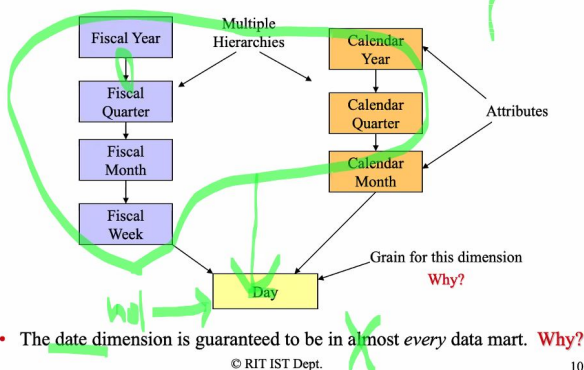 Fiscal Year
Multiple
Hierarchies
Calendar
Year
Fiscal
Quarter
Calendar
Quarter
Attributes
Fiscal
Month
Calendar
Month
Fiscal
Week
Grain for this dimension
Why?
Day
• The date dimension is guaranteed to be in almost every data mart. Why?
© RIT IST Dept.
10